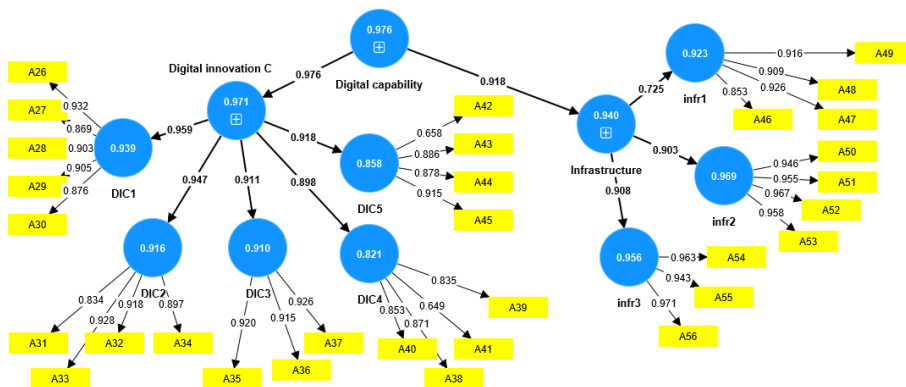 0.976
Digital capability
0.976
0.918
Digital innovation C
0.971
0.923
infr1
0.916
A49
0.909
A48
0.926
A47
0.853
A46
0.725
0.940
Infrastructure
0.903
0.908
A26
A27
A28
A29
A30
0.932
0.869
0.903
0.905
0.876
0.939
DIC1
0.959
0.918
0.858
DIC5
0.658
A42
0.886
A43
0.878
A44
0.915
A45
0.947
0.911
0.898
0.969
infr2
0.946
A50
0.955
A51
0.967
A52
0.958
A53
0.916
DIC2
0.834
0.928
0.918
0.897
A31
A33
A32
A34
0.910
DIC3
0.920
0.915
0.926
A35
A36
A37
0.821
DIC4
0.835
0.853
0.871
0.649
A39
A40
A41
A38
0.956
infr3
0.963
A54
0.943
A55
0.971
A56